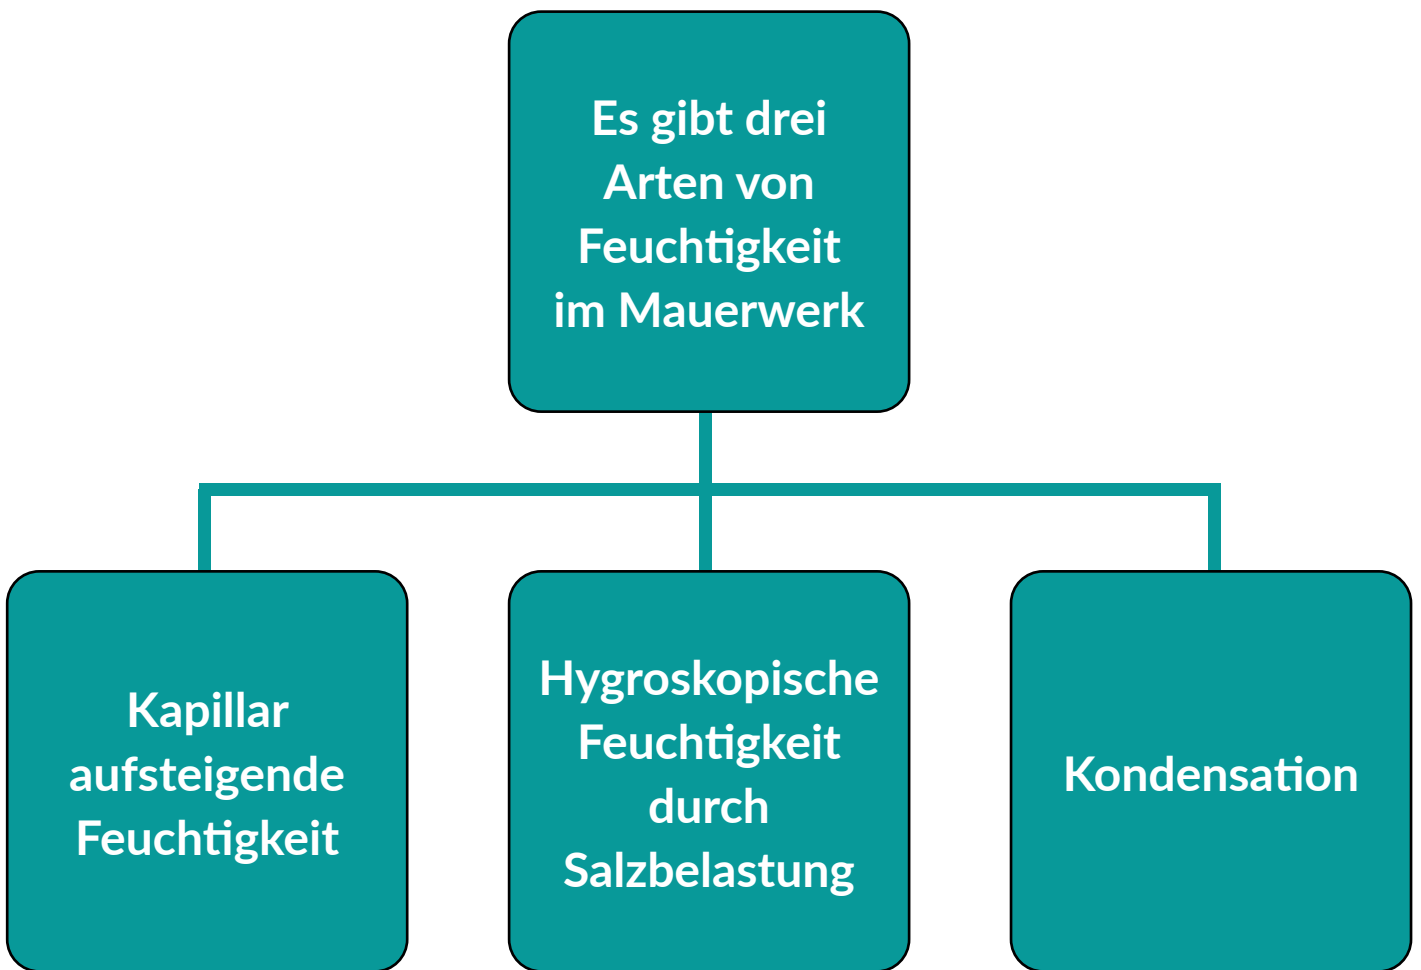 Es gibt drei
Arten von
Feuchtigkeit
im Mauerwerk
Kapillar
aufsteigende
Feuchtigkeit
Hygroskopische
Feuchtigkeit
durch
Salzbelastung
Kondensation